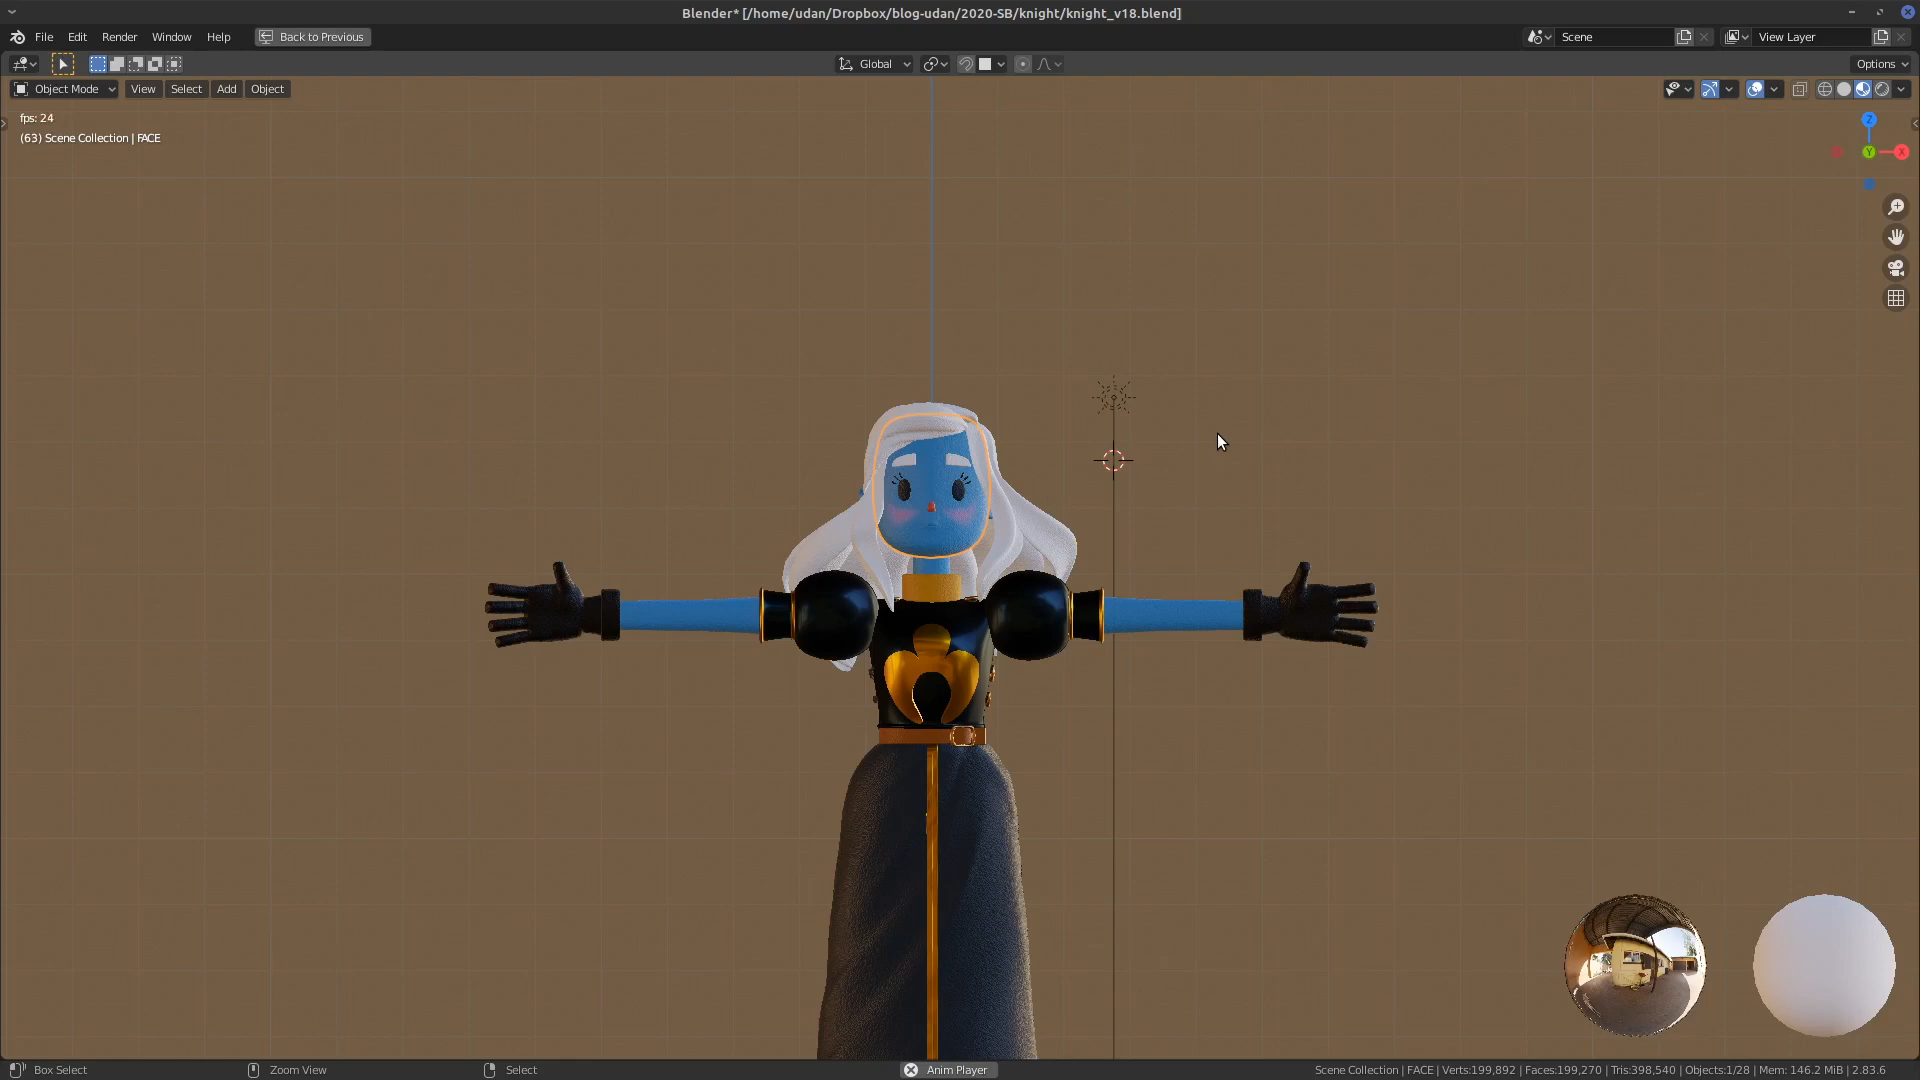 Blender* [/home/udan/Dropbox/blog-udan/2020-SB/knight/knight_v18.blend]
File Edit Render Window Help Back to Previous Scene View Layer
Global Options
Object Mode View Select Add Object
fps: 24
(63) Scene Collection | FACE
Z
Y X
Box Select Zoom View Select Anim Player Scene Collection | FACE | Verts:199,892 | Faces:199,270 | Tris:398,540 | Objects:1/28 | Mem: 146.2 MiB | 2.83.6